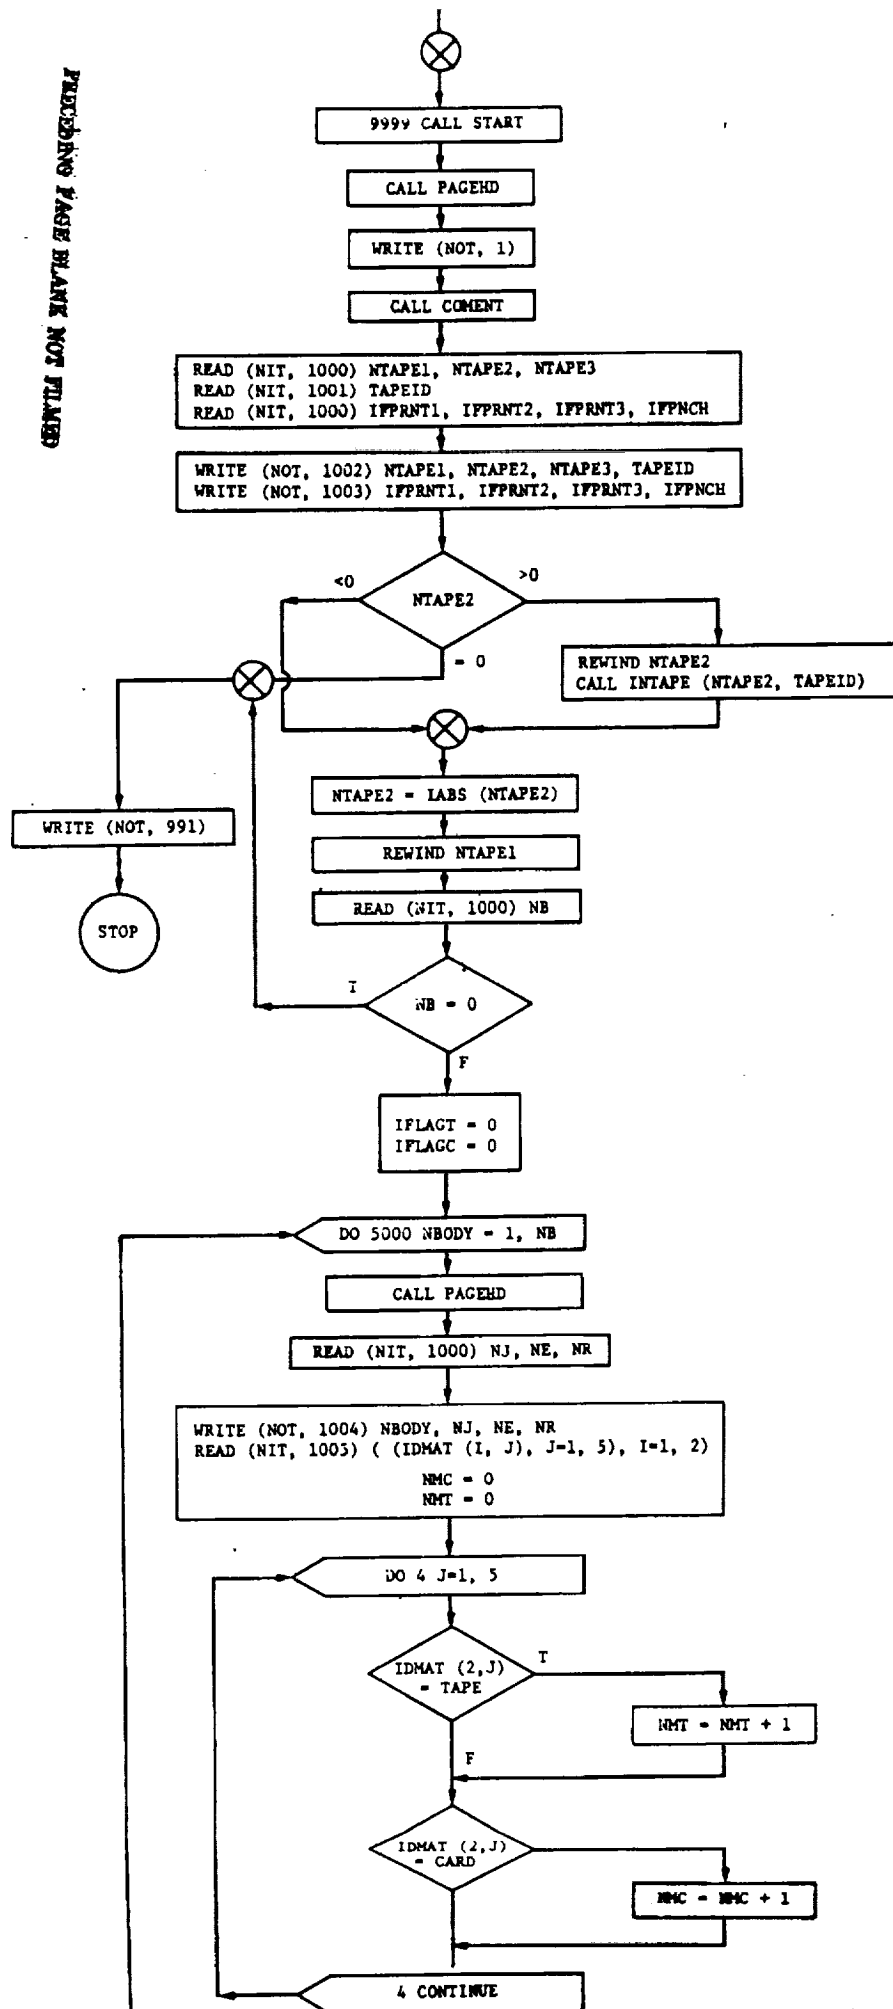 PRECEDING PAGE BLANK NOT FILMED
9999 CALL START
CALL PAGEHD
WRITE (NOT, 1)
CALL COMENT
READ (NIT, 1000) NTAPE1, NTAPE2, NTAPE3
READ (NIT, 1001) TAPEID
READ (NIT, 1000) IFPRNT1, IFPRNT2, IFPRNT3, IFPNCH
WRITE (NOT, 1002) NTAPE1, NTAPE2, NTAPE3, TAPEID
WRITE (NOT, 1003) IFPRNT1, IFPRNT2, IFPRNT3, IFPNCH
<0
>0
NTAPE2
= 0
REWIND NTAPE2
CALL INTAPE (NTAPE2, TAPEID)
NTAPE2 = IABS (NTAPE2)
WRITE (NOT, 991)
REWIND NTAPE1
READ (NIT, 1000) NB
STOP
T
NB = 0
F
IFLAGT = 0
IFLAGC = 0
DO 5000 NBODY = 1, NB
CALL PAGEHD
READ (NIT, 1000) NJ, NE, NR
WRITE (NOT, 1004) NBODY, NJ, NE, NR
READ (NIT, 1005) ( (IDMAT (I, J), J=1, 5), I=1, 2)
NMC = 0
NMT = 0
DO 4 J=1, 5
IDMAT (2,J)
= TAPE
T
NMT = NMT + 1
F
IDMAT (2,J)
= CARD
NMC = NMC + 1
4 CONTINUE